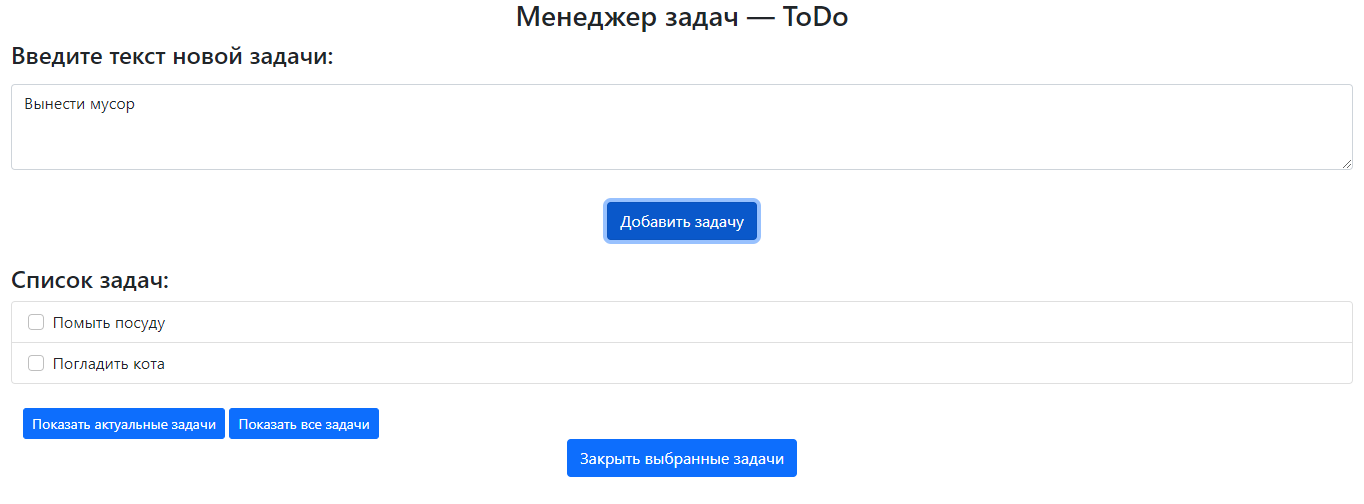 Менеджер задач — ToDo
Введите текст новой задачи:
Вынести мусор
Добавить задачу
Список задач:
Помыть посуду
Погладить кота
Показать актуальные задачи Показать все задачи
Закрыть выбранные задачи